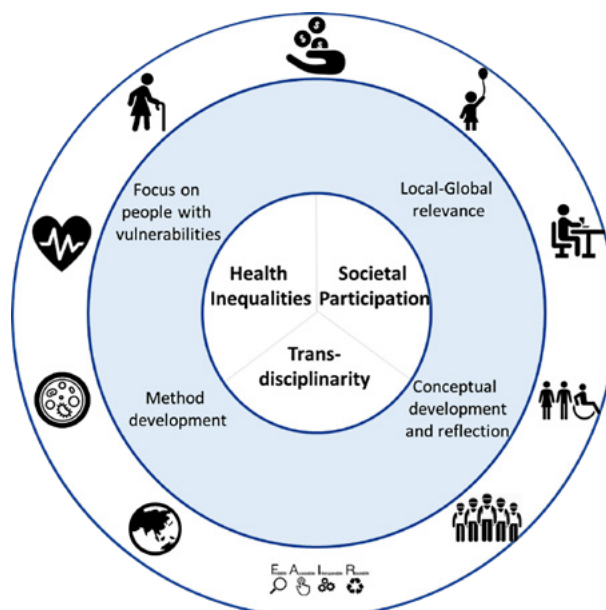 Focus on
people with
vulnerabilities
Local-Global
relevance
Health
Inequalities
Societal
Participation
Trans-
disciplinarity
Method
development
Conceptual
development
and reflection
E A L R